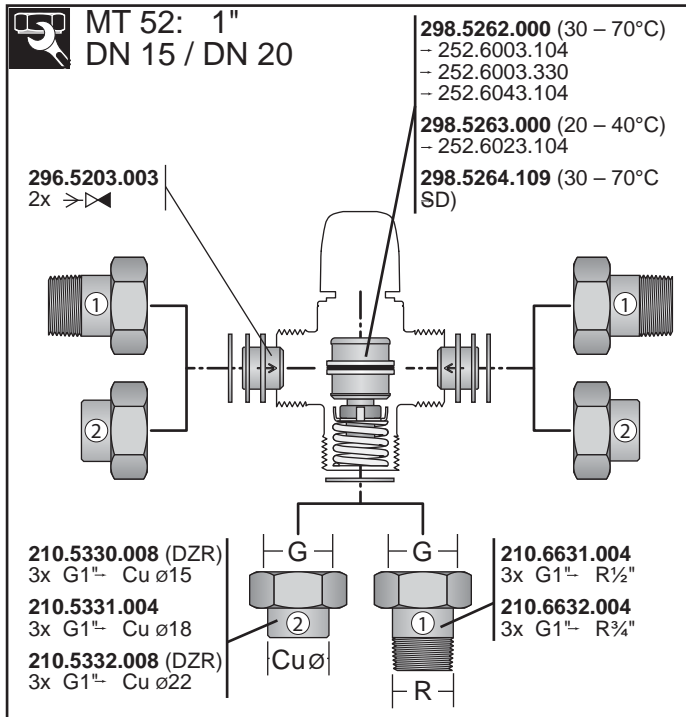 MT 52: 1"
DN 15 / DN 20
298.5262.000 (30 – 70°C)
→ 252.6003.104
→ 252.6003.330
→ 252.6043.104
298.5263.000 (20 – 40°C)
→ 252.6023.104
298.5264.109 (30 – 70°C
SD)
296.5203.003
2x
1
1
2
2
210.5330.008 (DZR)
3x G1"→ Cu ø15
210.5331.004
3x G1"→ Cu ø18
210.5332.008 (DZR)
3x G1"→ Cu ø22
G
2
Cu ø
G
1
R
210.6631.004
3x G1"→ R½"
210.6632.004
3x G1"→ R¾"